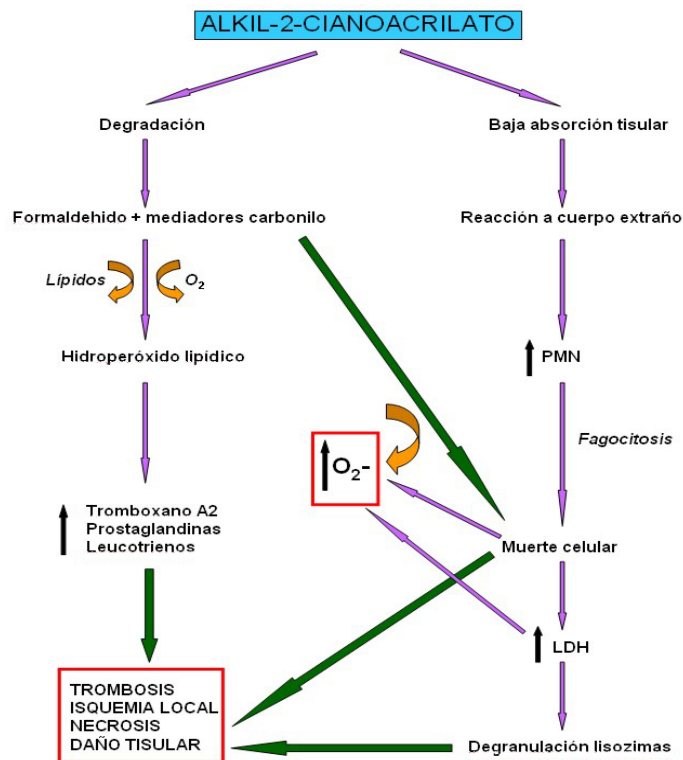 ALKIL-2-CIANOACRILATO
Degradación
Baja absorción tisular
Formaldehido + mediadores carbonilo
Reacción a cuerpo extraño
Lípidos
O2
Hidroperóxido lipídico
PMN
Fagocitosis
O2-
Tromboxano A2
Prostaglandinas
Leucotrienos
Muerte celular
LDH
TROMBOSIS
ISQUEMIA LOCAL
NECROSIS
DAÑO TISULAR
Degranulación lisozimas